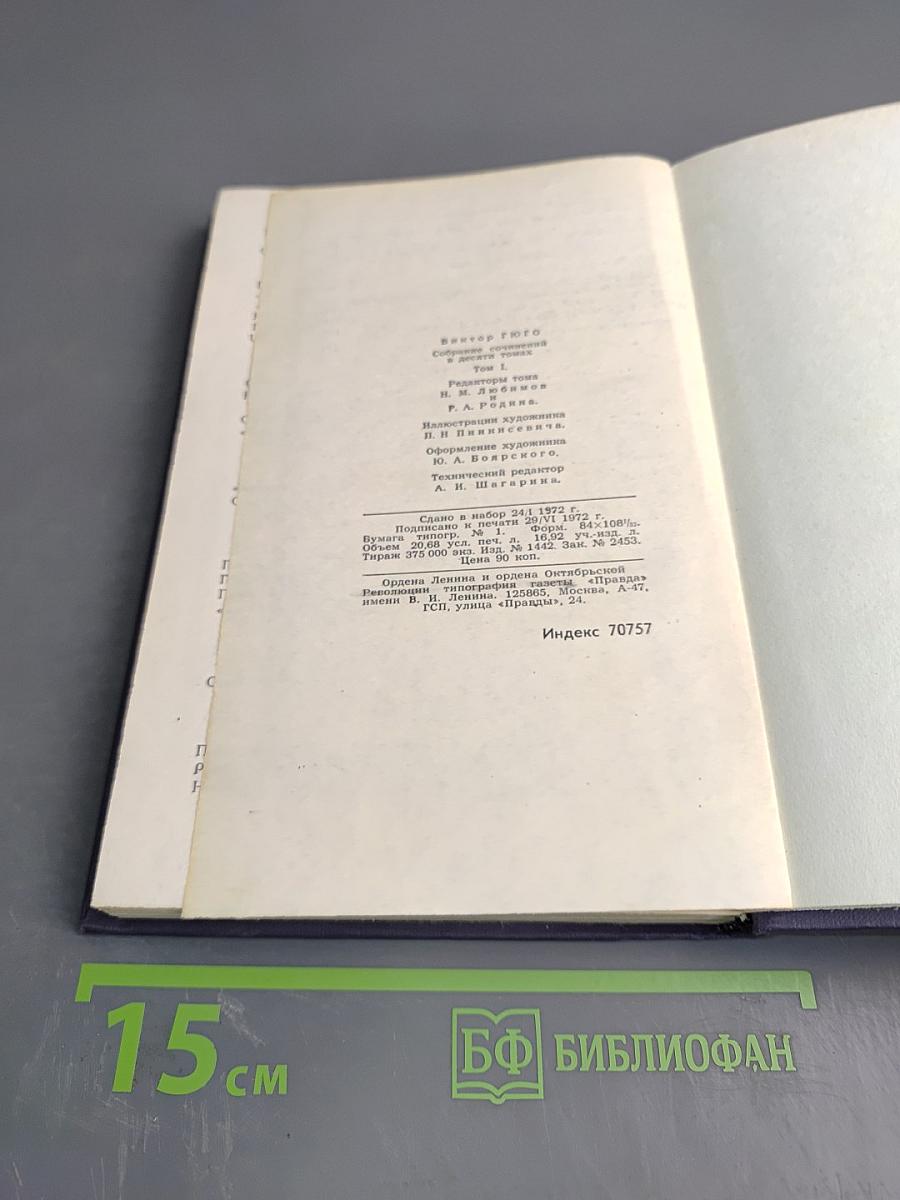 Виктор ГЮГО
Собрание сочинений
в десяти томах
Том I.
Редакторы тома
Н. М. Любимов
и
Р. А. Родина.
Иллюстрации художника
П. Н Пинкисевича.
Оформление художника
Ю. А. Боярского.
Технический редактор
А. И. Шагарина.
Сдано в набор 24/I 1972 г.
Подписано к печати 29/VI 1972 г.
Бумага типогр. № 1. Форм. 84×108¹/₃₂.
Объем 20,68 усл. печ. л. 16,92 уч.-изд. л.
Тираж 375 000 экз. Изд. № 1442. Зак. № 2453.
Цена 90 коп.
Ордена Ленина и ордена Октябрьской
Революции типография газеты «Правда»
имени В. И. Ленина. 125865, Москва, А-47,
ГСП, улица «Правды», 24.
Индекс 70757
15 см
БФ БИБЛИОФАН